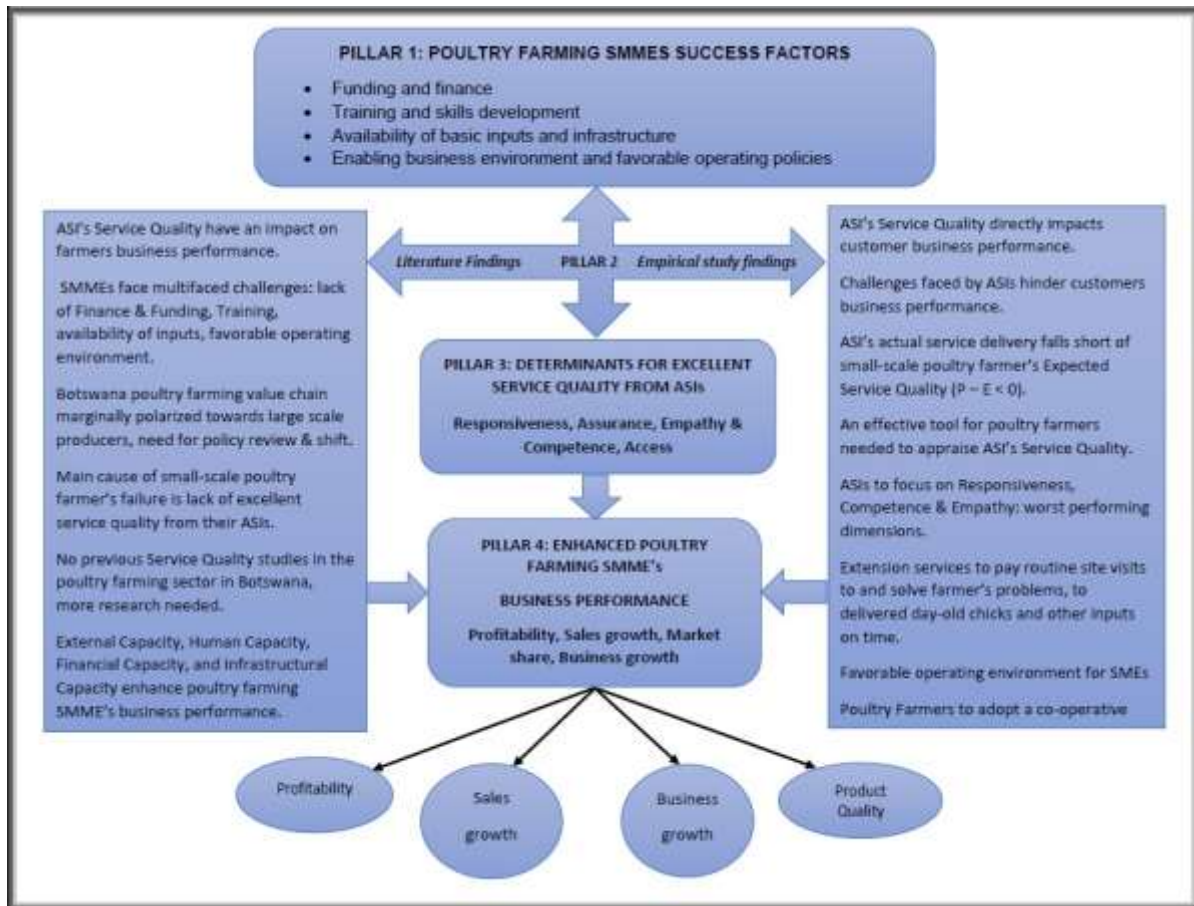 PILLAR 1: POULTRY FARMING SMMES SUCCESS FACTORS
• Funding and finance
• Training and skills development
• Availability of basic inputs and infrastructure
• Enabling business environment and favorable operating policies
Literature Findings PILLAR 2 Empirical study findings
ASI's Service Quality have an impact on
farmers business performance.
SMMEs face multifaced challenges: lack
of Finance & Funding, Training,
availability of inputs, favorable operating
environment.
Botswana poultry farming value chain
marginally polarized towards large scale
producers, need for policy review & shift.
Main cause of small-scale poultry
farmer's failure is lack of excellent
service quality from their ASIs.
No previous Service Quality studies in the
poultry farming sector in Botswana,
more research needed.
External Capacity, Human Capacity,
Financial Capacity, and Infrastructural
Capacity enhance poultry farming
SMME's business performance.
PILLAR 3: DETERMINANTS FOR EXCELLENT
SERVICE QUALITY FROM ASIs
Responsiveness, Assurance, Empathy &
Competence, Access
PILLAR 4: ENHANCED POULTRY
FARMING SMME's
BUSINESS PERFORMANCE
Profitability, Sales growth, Market
share, Business growth
ASI's Service Quality directly impacts
customer business performance.
Challenges faced by ASIs hinder customers
business performance.
ASI's actual service delivery falls short of
small-scale poultry farmer's Expected
Service Quality (P – E < 0).
An effective tool for poultry farmers
needed to appraise ASI's Service Quality.
ASIs to focus on Responsiveness,
Competence & Empathy: worst performing
dimensions.
Extension services to pay routine site visits
to and solve farmer's problems, to
delivered day-old chicks and other inputs
on time.
Favorable operating environment for SMEs
Poultry Farmers to adopt a co-operative
Profitability
Sales
growth
Business
growth
Product
Quality